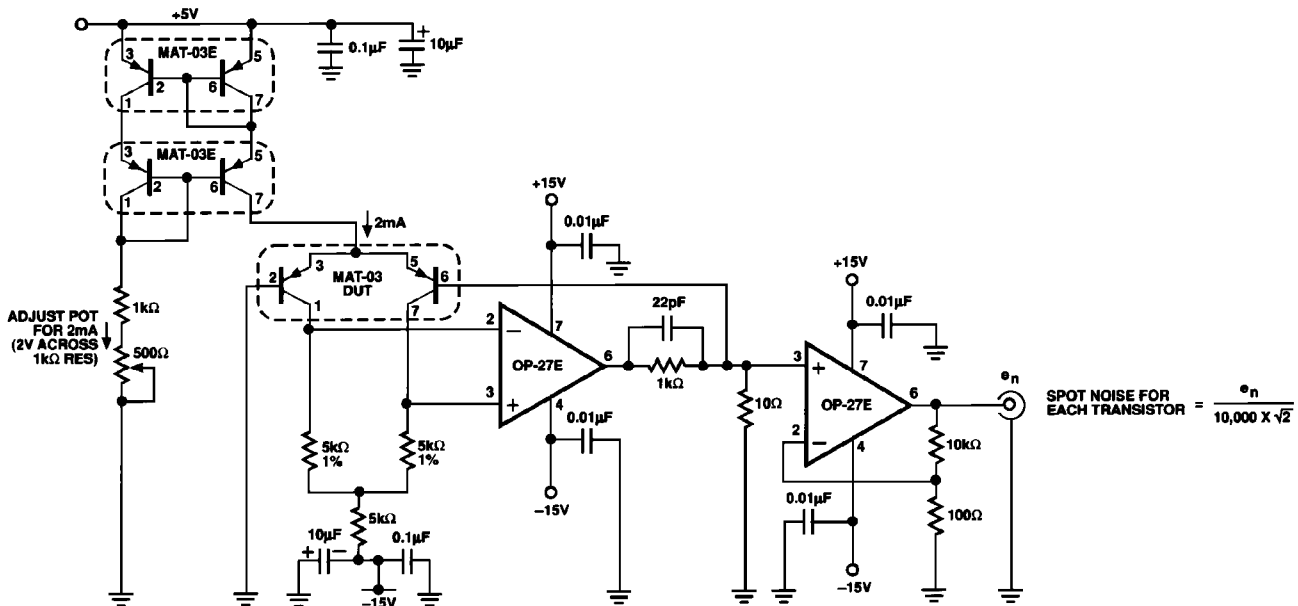 +5V
MAT-03E
3
5
2
6
1
7
0.1µF
+
10µF
MAT-03E
3
5
2
6
1
7
2mA
1kΩ
ADJUST POT
FOR 2mA
(2V ACROSS
1kΩ RES)
500Ω
2
3
5
6
MAT-03
DUT
1
7
5kΩ
1%
5kΩ
1%
5kΩ
10µF
+
–
0.1µF
–15V
+15V
0.01µF
2
–
7
OP-27E
6
3
+
4
0.01µF
–15V
22pF
1kΩ
10Ω
+15V
0.01µF
3
+
7
OP-27E
6
2
–
4
0.01µF
–15V
10kΩ
100Ω
en
SPOT NOISE FOR
EACH TRANSISTOR =
en
10,000 X √2